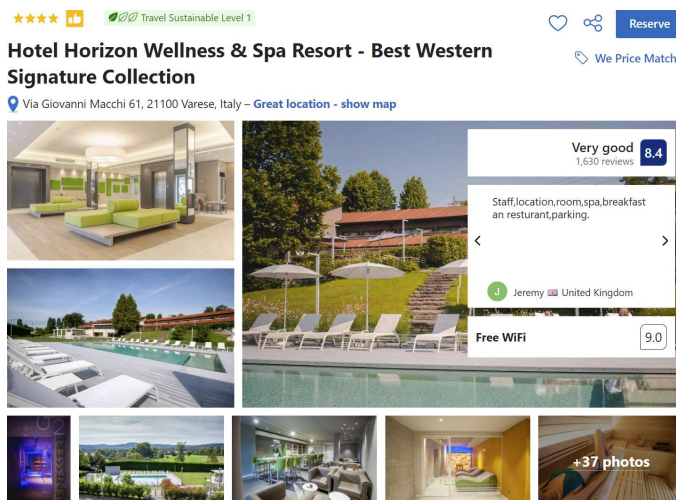 Travel Sustainable Level 1
Reserve
Hotel Horizon Wellness & Spa Resort - Best Western
Signature Collection
We Price Match
Via Giovanni Macchi 61, 21100 Varese, Italy – Great location - show map
Very good
8.4
1,630 reviews
Staff,location,room,spa,breakfast
an resturant,parking.
J
Jeremy
United Kingdom
Free WiFi
9.0
+37 photos